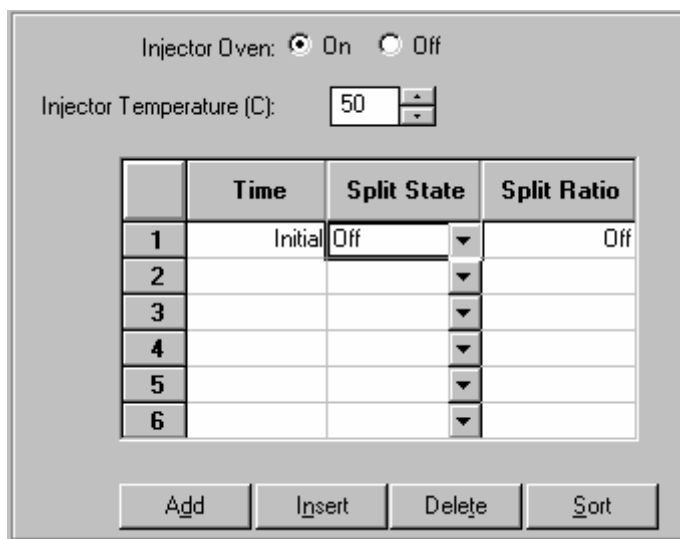 Injector Oven: On Off
Injector Temperature (C): 50
Time Split State Split Ratio
1 Initial Off Off
2
3
4
5
6
Add Insert Delete Sort